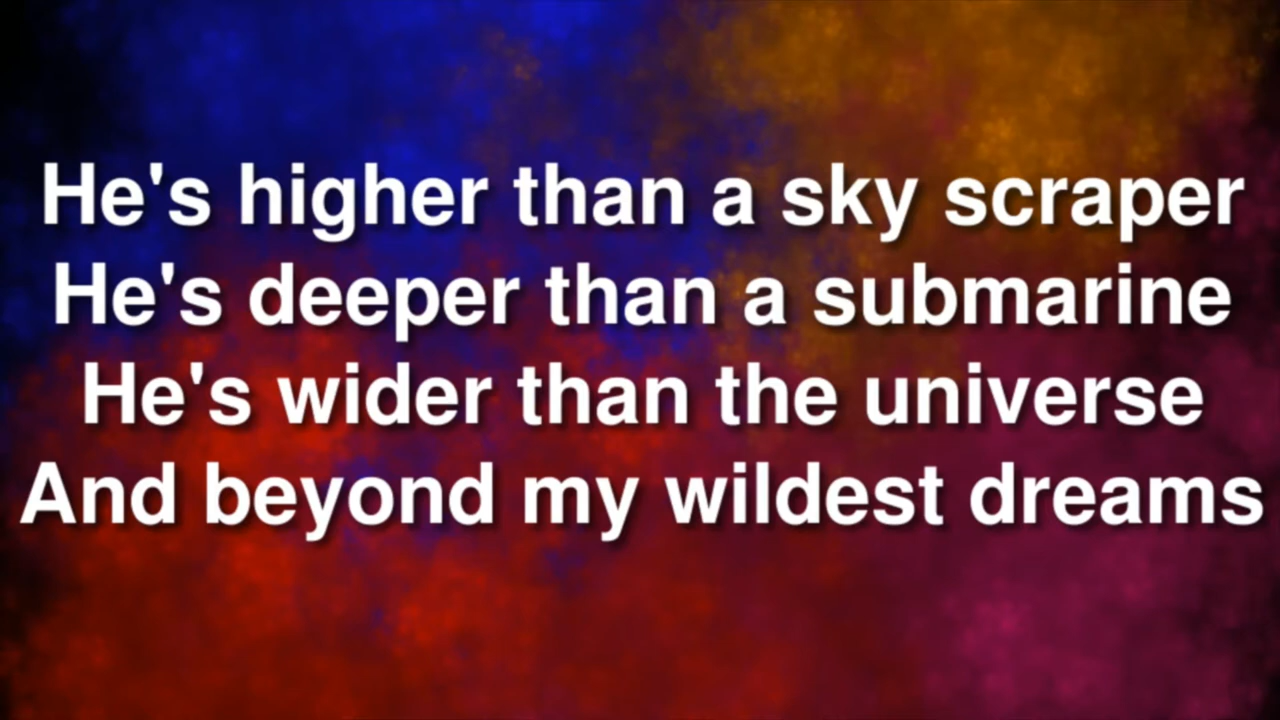 He's higher than a sky scraper
He's deeper than a submarine
He's wider than the universe
And beyond my wildest dreams